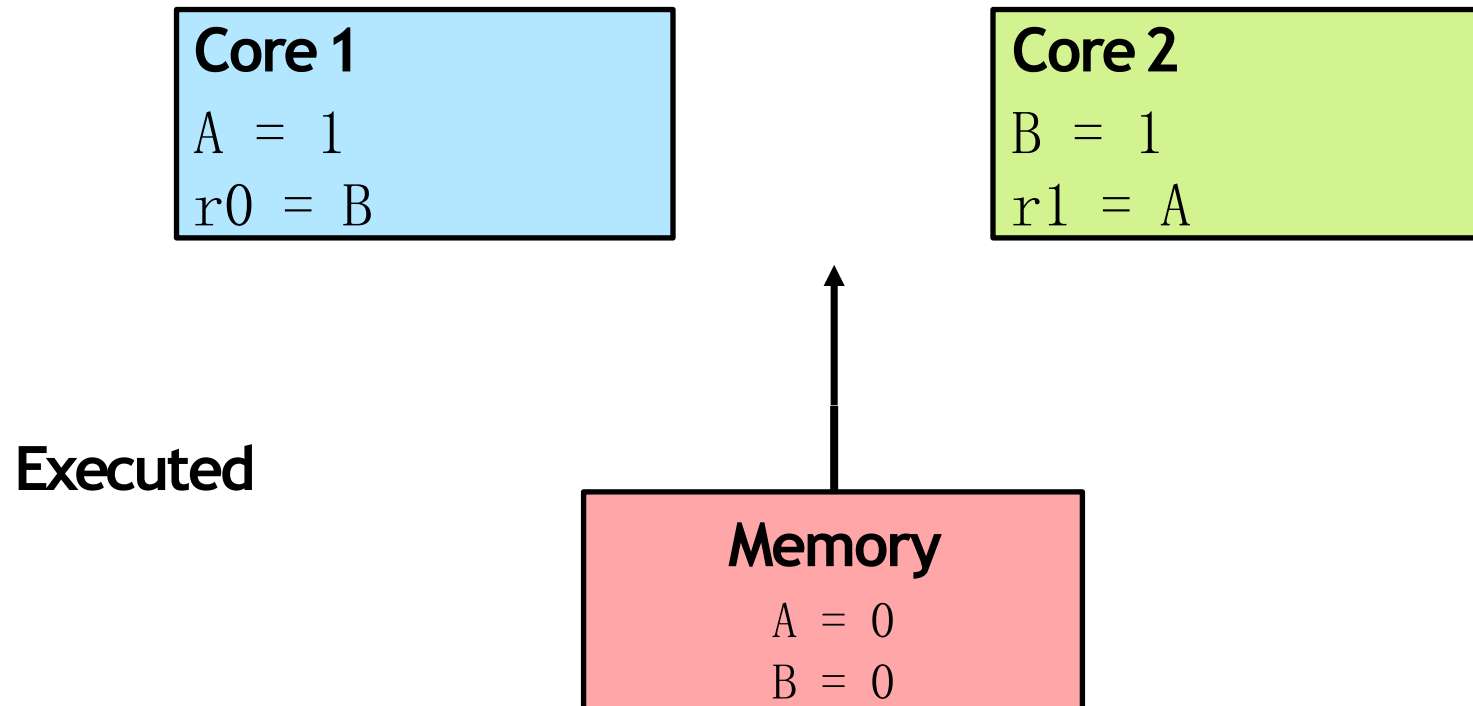 Core 1
A = 1
r0 = B
Core 2
B = 1
r1 = A
Executed
Memory
A = 0
B = 0